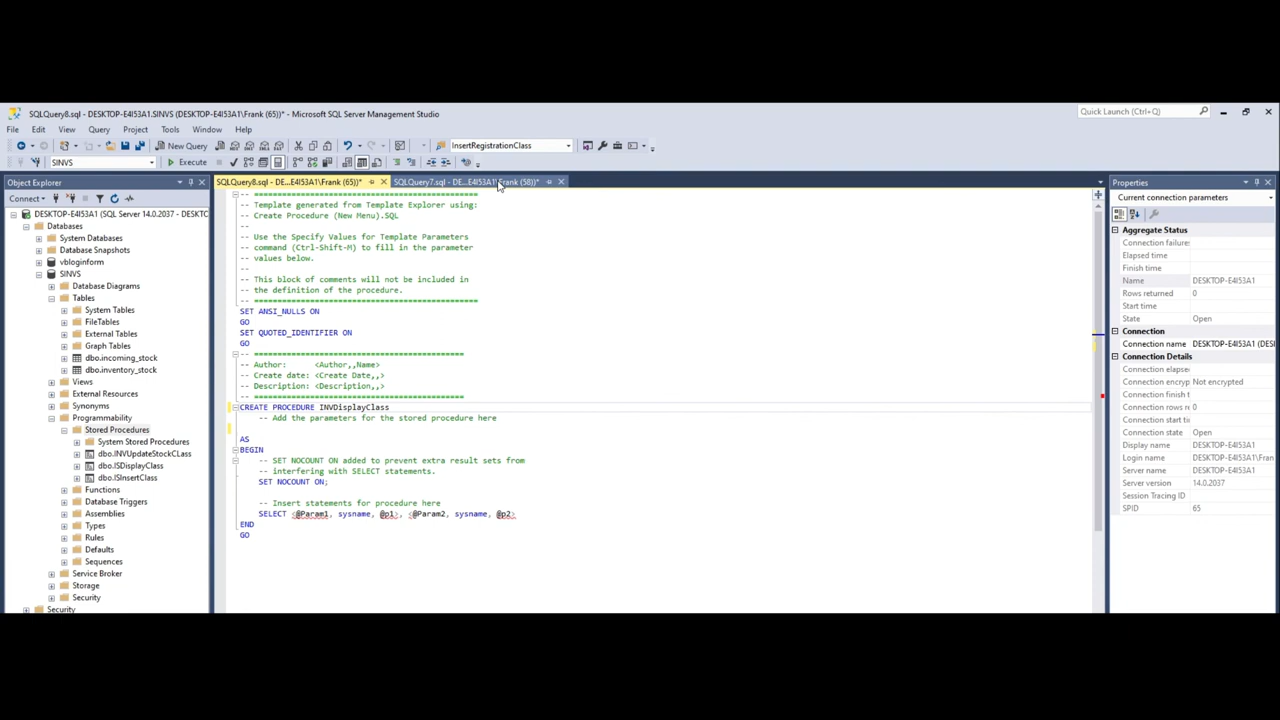 SQLQuery8.sql - DESKTOP-E4I53A1.SINVS (DESKTOP-E4I53A1\Frank (65))* - Microsoft SQL Server Management Studio
Quick Launch (Ctrl+Q)
File Edit View Query Project Tools Window Help
New Query
InsertRegistrationClass
SINVS
Execute
Object Explorer
SQLQuery8.sql - DE...E4I53A1\Frank (65))*
SQLQuery7.sql - DE...E4I53A1\Frank (58))*
Properties
Connect
DESKTOP-E4I53A1 (SQL Server 14.0.2037 - DESKTC
Databases
System Databases
Database Snapshots
vbloginform
SINVS
Database Diagrams
Tables
System Tables
FileTables
External Tables
Graph Tables
dbo.incoming_stock
dbo.inventory_stock
Views
External Resources
Synonyms
Programmability
Stored Procedures
System Stored Procedures
dbo.INVUpdateStockCLass
dbo.ISDisplayClass
dbo.ISInsertClass
Functions
Database Triggers
Assemblies
Types
Rules
Defaults
Sequences
Service Broker
Storage
Security
Security
-- ================================================
-- Template generated from Template Explorer using:
-- Create Procedure (New Menu).SQL
--
-- Use the Specify Values for Template Parameters
-- command (Ctrl-Shift-M) to fill in the parameter
-- values below.
--
-- This block of comments will not be included in
-- the definition of the procedure.
-- ================================================
SET ANSI_NULLS ON
GO
SET QUOTED_IDENTIFIER ON
GO
-- =============================================
-- Author: <Author,,Name>
-- Create date: <Create Date,,>
-- Description: <Description,,>
-- =============================================
CREATE PROCEDURE INVDisplayClass
-- Add the parameters for the stored procedure here
AS
BEGIN
-- SET NOCOUNT ON added to prevent extra result sets from
-- interfering with SELECT statements.
SET NOCOUNT ON;
-- Insert statements for procedure here
SELECT <@Param1, sysname, @p1>, <@Param2, sysname, @p2>
END
GO
Current connection parameters
Aggregate Status
Connection failures
Elapsed time
Finish time
Name DESKTOP-E4I53A1
Rows returned 0
Start time
State Open
Connection
Connection name DESKTOP-E4I53A1 (DES
Connection Details
Connection elapse
Connection encryp Not encrypted
Connection finish t
Connection rows re 0
Connection start tir
Connection state Open
Display name DESKTOP-E4I53A1
Login name DESKTOP-E4I53A1\Fran
Server name DESKTOP-E4I53A1
Server version 14.0.2037
Session Tracing ID
SPID 65